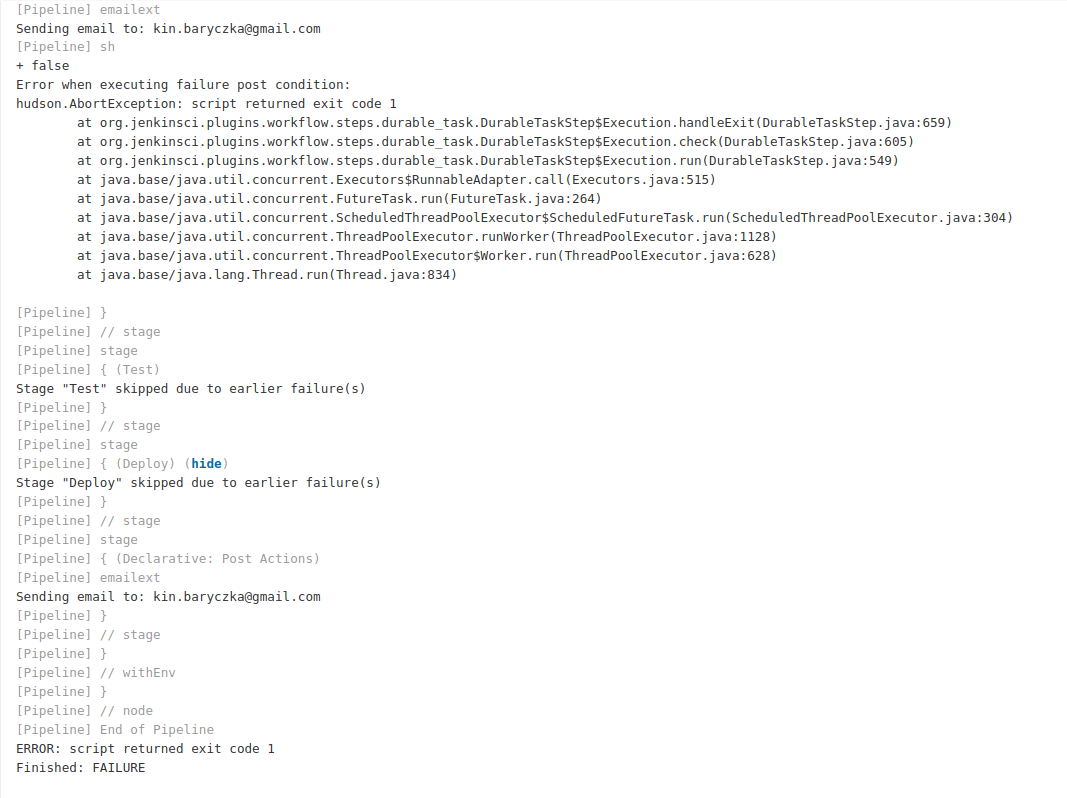 [Pipeline] emailext
Sending email to: kin.baryczka@gmail.com
[Pipeline] sh
+ false
Error when executing failure post condition:
hudson.AbortException: script returned exit code 1
        at org.jenkinsci.plugins.workflow.steps.durable_task.DurableTaskStep$Execution.handleExit(DurableTaskStep.java:659)
        at org.jenkinsci.plugins.workflow.steps.durable_task.DurableTaskStep$Execution.check(DurableTaskStep.java:605)
        at org.jenkinsci.plugins.workflow.steps.durable_task.DurableTaskStep$Execution.run(DurableTaskStep.java:549)
        at java.base/java.util.concurrent.Executors$RunnableAdapter.call(Executors.java:515)
        at java.base/java.util.concurrent.FutureTask.run(FutureTask.java:264)
        at java.base/java.util.concurrent.ScheduledThreadPoolExecutor$ScheduledFutureTask.run(ScheduledThreadPoolExecutor.java:304)
        at java.base/java.util.concurrent.ThreadPoolExecutor.runWorker(ThreadPoolExecutor.java:1128)
        at java.base/java.util.concurrent.ThreadPoolExecutor$Worker.run(ThreadPoolExecutor.java:628)
        at java.base/java.lang.Thread.run(Thread.java:834)
[Pipeline] }
[Pipeline] // stage
[Pipeline] stage
[Pipeline] { (Test)
Stage "Test" skipped due to earlier failure(s)
[Pipeline] }
[Pipeline] // stage
[Pipeline] stage
[Pipeline] { (Deploy) (hide)
Stage "Deploy" skipped due to earlier failure(s)
[Pipeline] }
[Pipeline] // stage
[Pipeline] stage
[Pipeline] { (Declarative: Post Actions)
[Pipeline] emailext
Sending email to: kin.baryczka@gmail.com
[Pipeline] }
[Pipeline] // stage
[Pipeline] }
[Pipeline] // withEnv
[Pipeline] }
[Pipeline] // node
[Pipeline] End of Pipeline
ERROR: script returned exit code 1
Finished: FAILURE